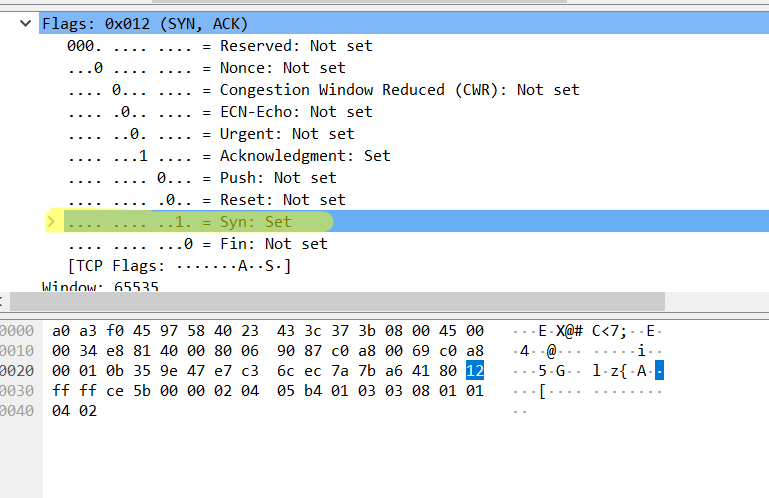 Flags: 0x012 (SYN, ACK)
000. .... .... = Reserved: Not set
...0 .... .... = Nonce: Not set
.... 0... .... = Congestion Window Reduced (CWR): Not set
.... .0.. .... = ECN-Echo: Not set
.... ..0. .... = Urgent: Not set
.... ...1 .... = Acknowledgment: Set
.... .... 0... = Push: Not set
.... .... .0.. = Reset: Not set
.... .... ..1. = Syn: Set
.... .... ...0 = Fin: Not set
[TCP Flags: ·······A··S·]
Window: 65535
0000 a0 a3 f0 45 97 58 40 23 43 3c 37 3b 08 00 45 00 ···E·X@# C<7;··E·
0010 00 34 e8 81 40 00 80 06 90 87 c0 a8 00 69 c0 a8 ·4··@··· ·····i··
0020 00 01 0b 35 9e 47 e7 c3 6c ec 7a 7b a6 41 80 12 ···5·G·· l·z{·A··
0030 ff ff ce 5b 00 00 02 04 05 b4 01 03 03 08 01 01 ···[···· ········
0040 04 02 ··